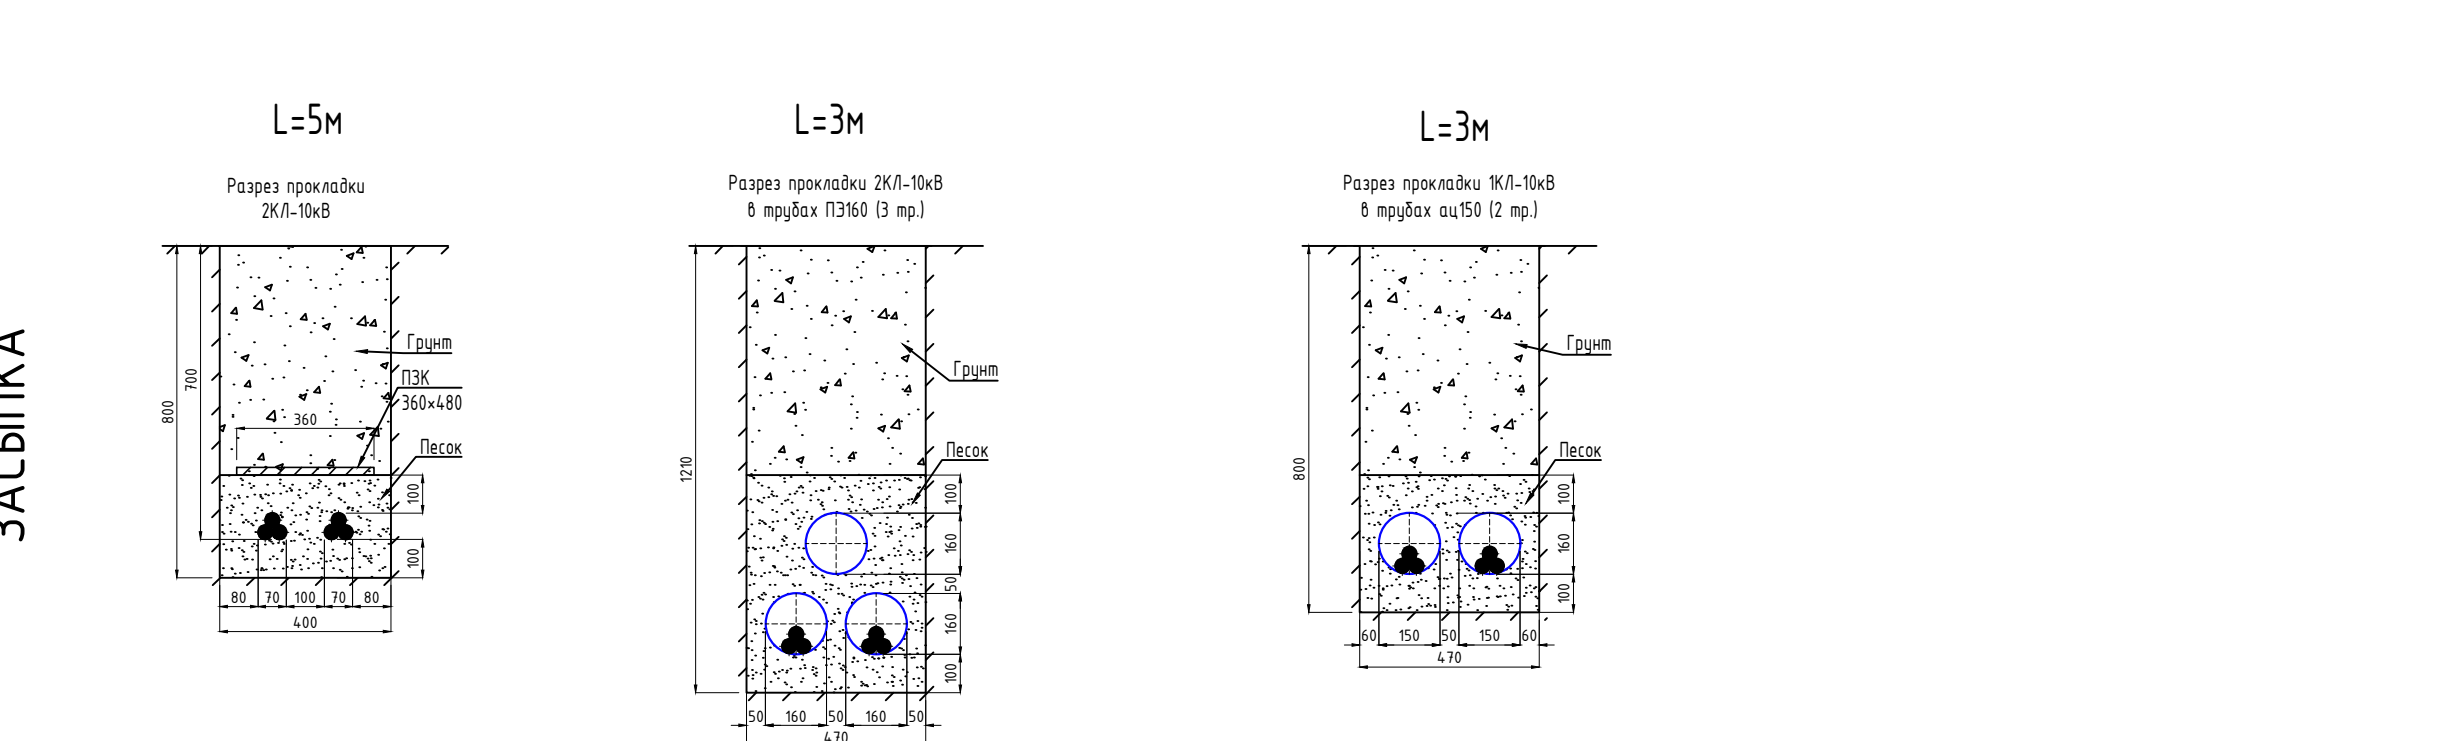 ЗАСЫПКА
L=5м
Разрез прокладки
2КЛ-10кВ
800
700
Грунт
ПЗК
360×480
360
Песок
100
100
80 70 100 70 80
400
L=3м
Разрез прокладки 2КЛ-10кВ
в трубах ПЭ160 (3 тр.)
1210
Грунт
Песок
100
160
50
160
100
50 160 50 160 50
470
L=3м
Разрез прокладки 1КЛ-10кВ
в трубах ац150 (2 тр.)
800
Грунт
Песок
100
160
100
60 150 50 150 60
470